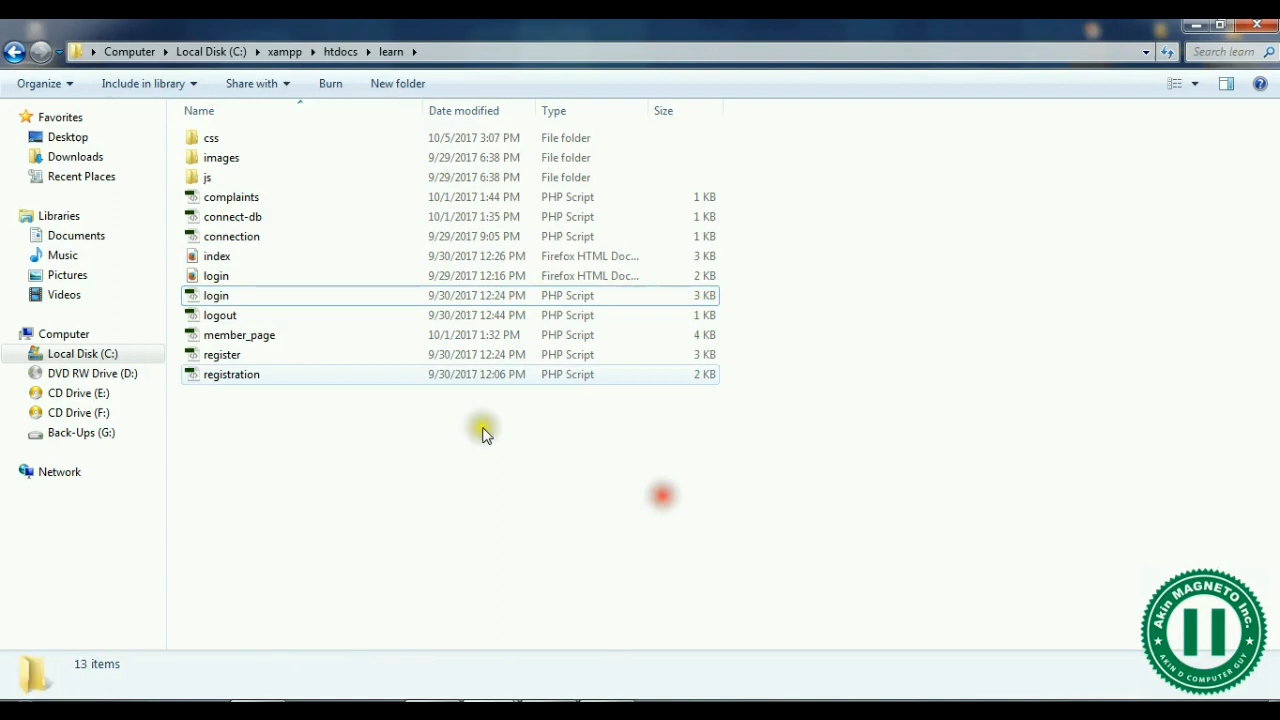 Computer Local Disk (C:) xampp htdocs learn
Search learn
Organize Include in library Share with Burn New folder
Name Date modified Type Size
Favorites
Desktop
Downloads
Recent Places
Libraries
Documents
Music
Pictures
Videos
Computer
Local Disk (C:)
DVD RW Drive (D:)
CD Drive (E:)
CD Drive (F:)
Back-Ups (G:)
Network
css 10/5/2017 3:07 PM File folder
images 9/29/2017 6:38 PM File folder
js 9/29/2017 6:38 PM File folder
complaints 10/1/2017 1:44 PM PHP Script 1 KB
connect-db 10/1/2017 1:35 PM PHP Script 1 KB
connection 9/29/2017 9:05 PM PHP Script 1 KB
index 9/30/2017 12:26 PM Firefox HTML Doc... 3 KB
login 9/29/2017 12:16 PM Firefox HTML Doc... 2 KB
login 9/30/2017 12:24 PM PHP Script 3 KB
logout 9/30/2017 12:44 PM PHP Script 1 KB
member_page 10/1/2017 1:32 PM PHP Script 4 KB
register 9/30/2017 12:24 PM PHP Script 3 KB
registration 9/30/2017 12:06 PM PHP Script 2 KB
13 items
Akin MAGNETO Inc.
AKIN D COMPUTER GUY